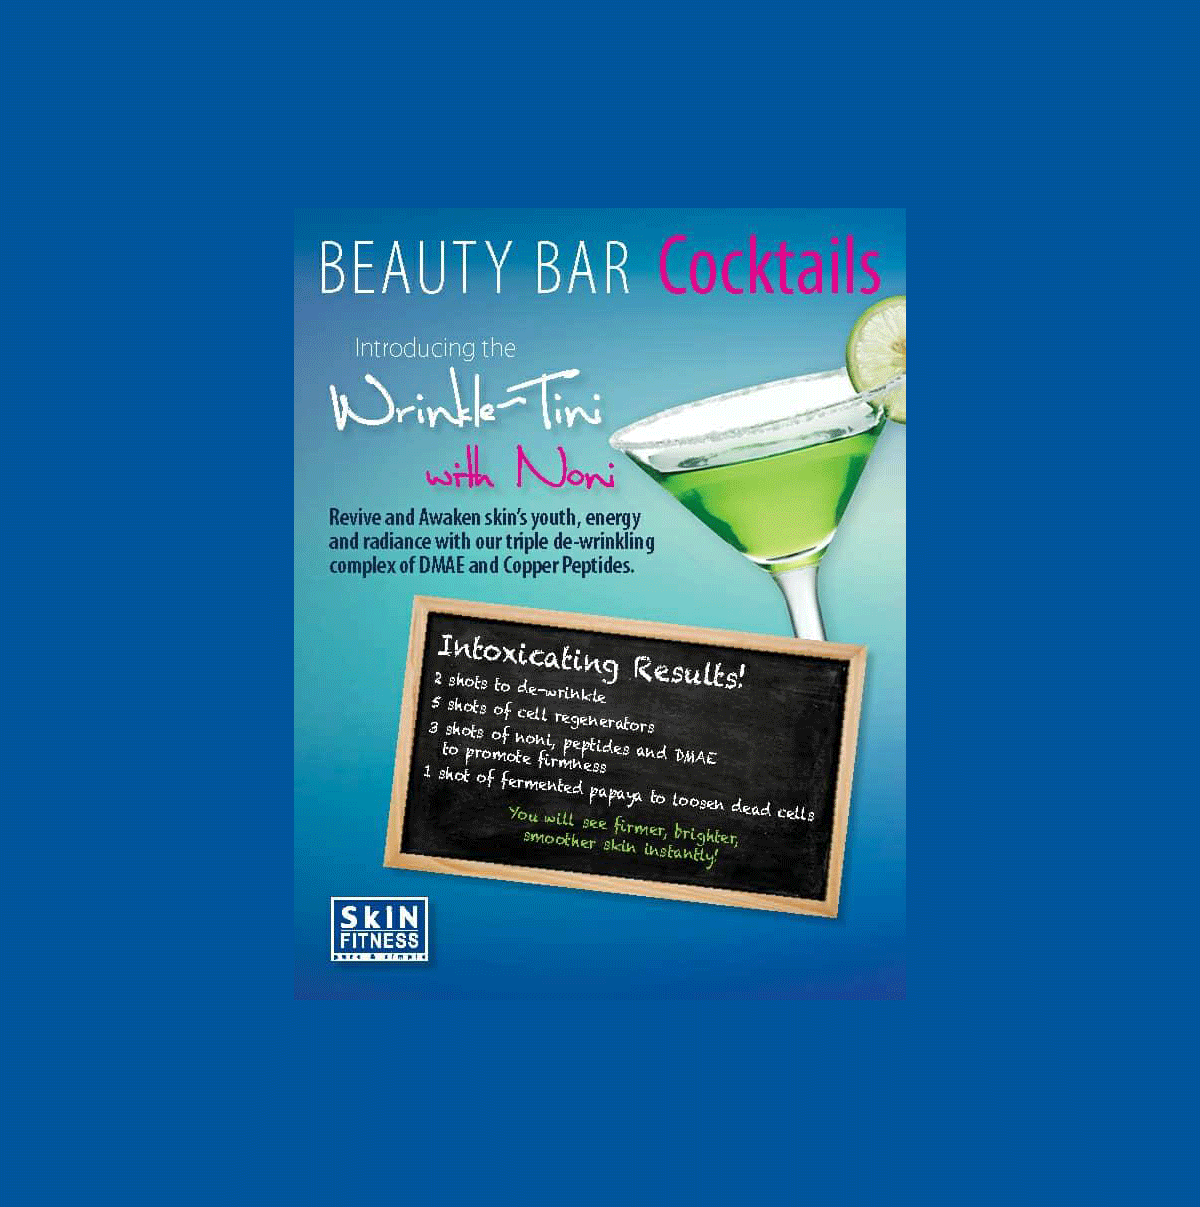 BEAUTY BAR Cocktails
Introducing the
Wrinkle-Tini
with Noni
Revive and Awaken skin's youth, energy
and radiance with our triple de-wrinkling
complex of DMAE and Copper Peptides.
Intoxicating Results!
2 shots to de-wrinkle
5 shots of cell regenerators
3 shots of noni, peptides and DMAE
to promote firmness
1 shot of fermented papaya to loosen dead cells
You will see firmer, brighter,
smoother skin instantly!
SKIN
FITNESS
pure & simple